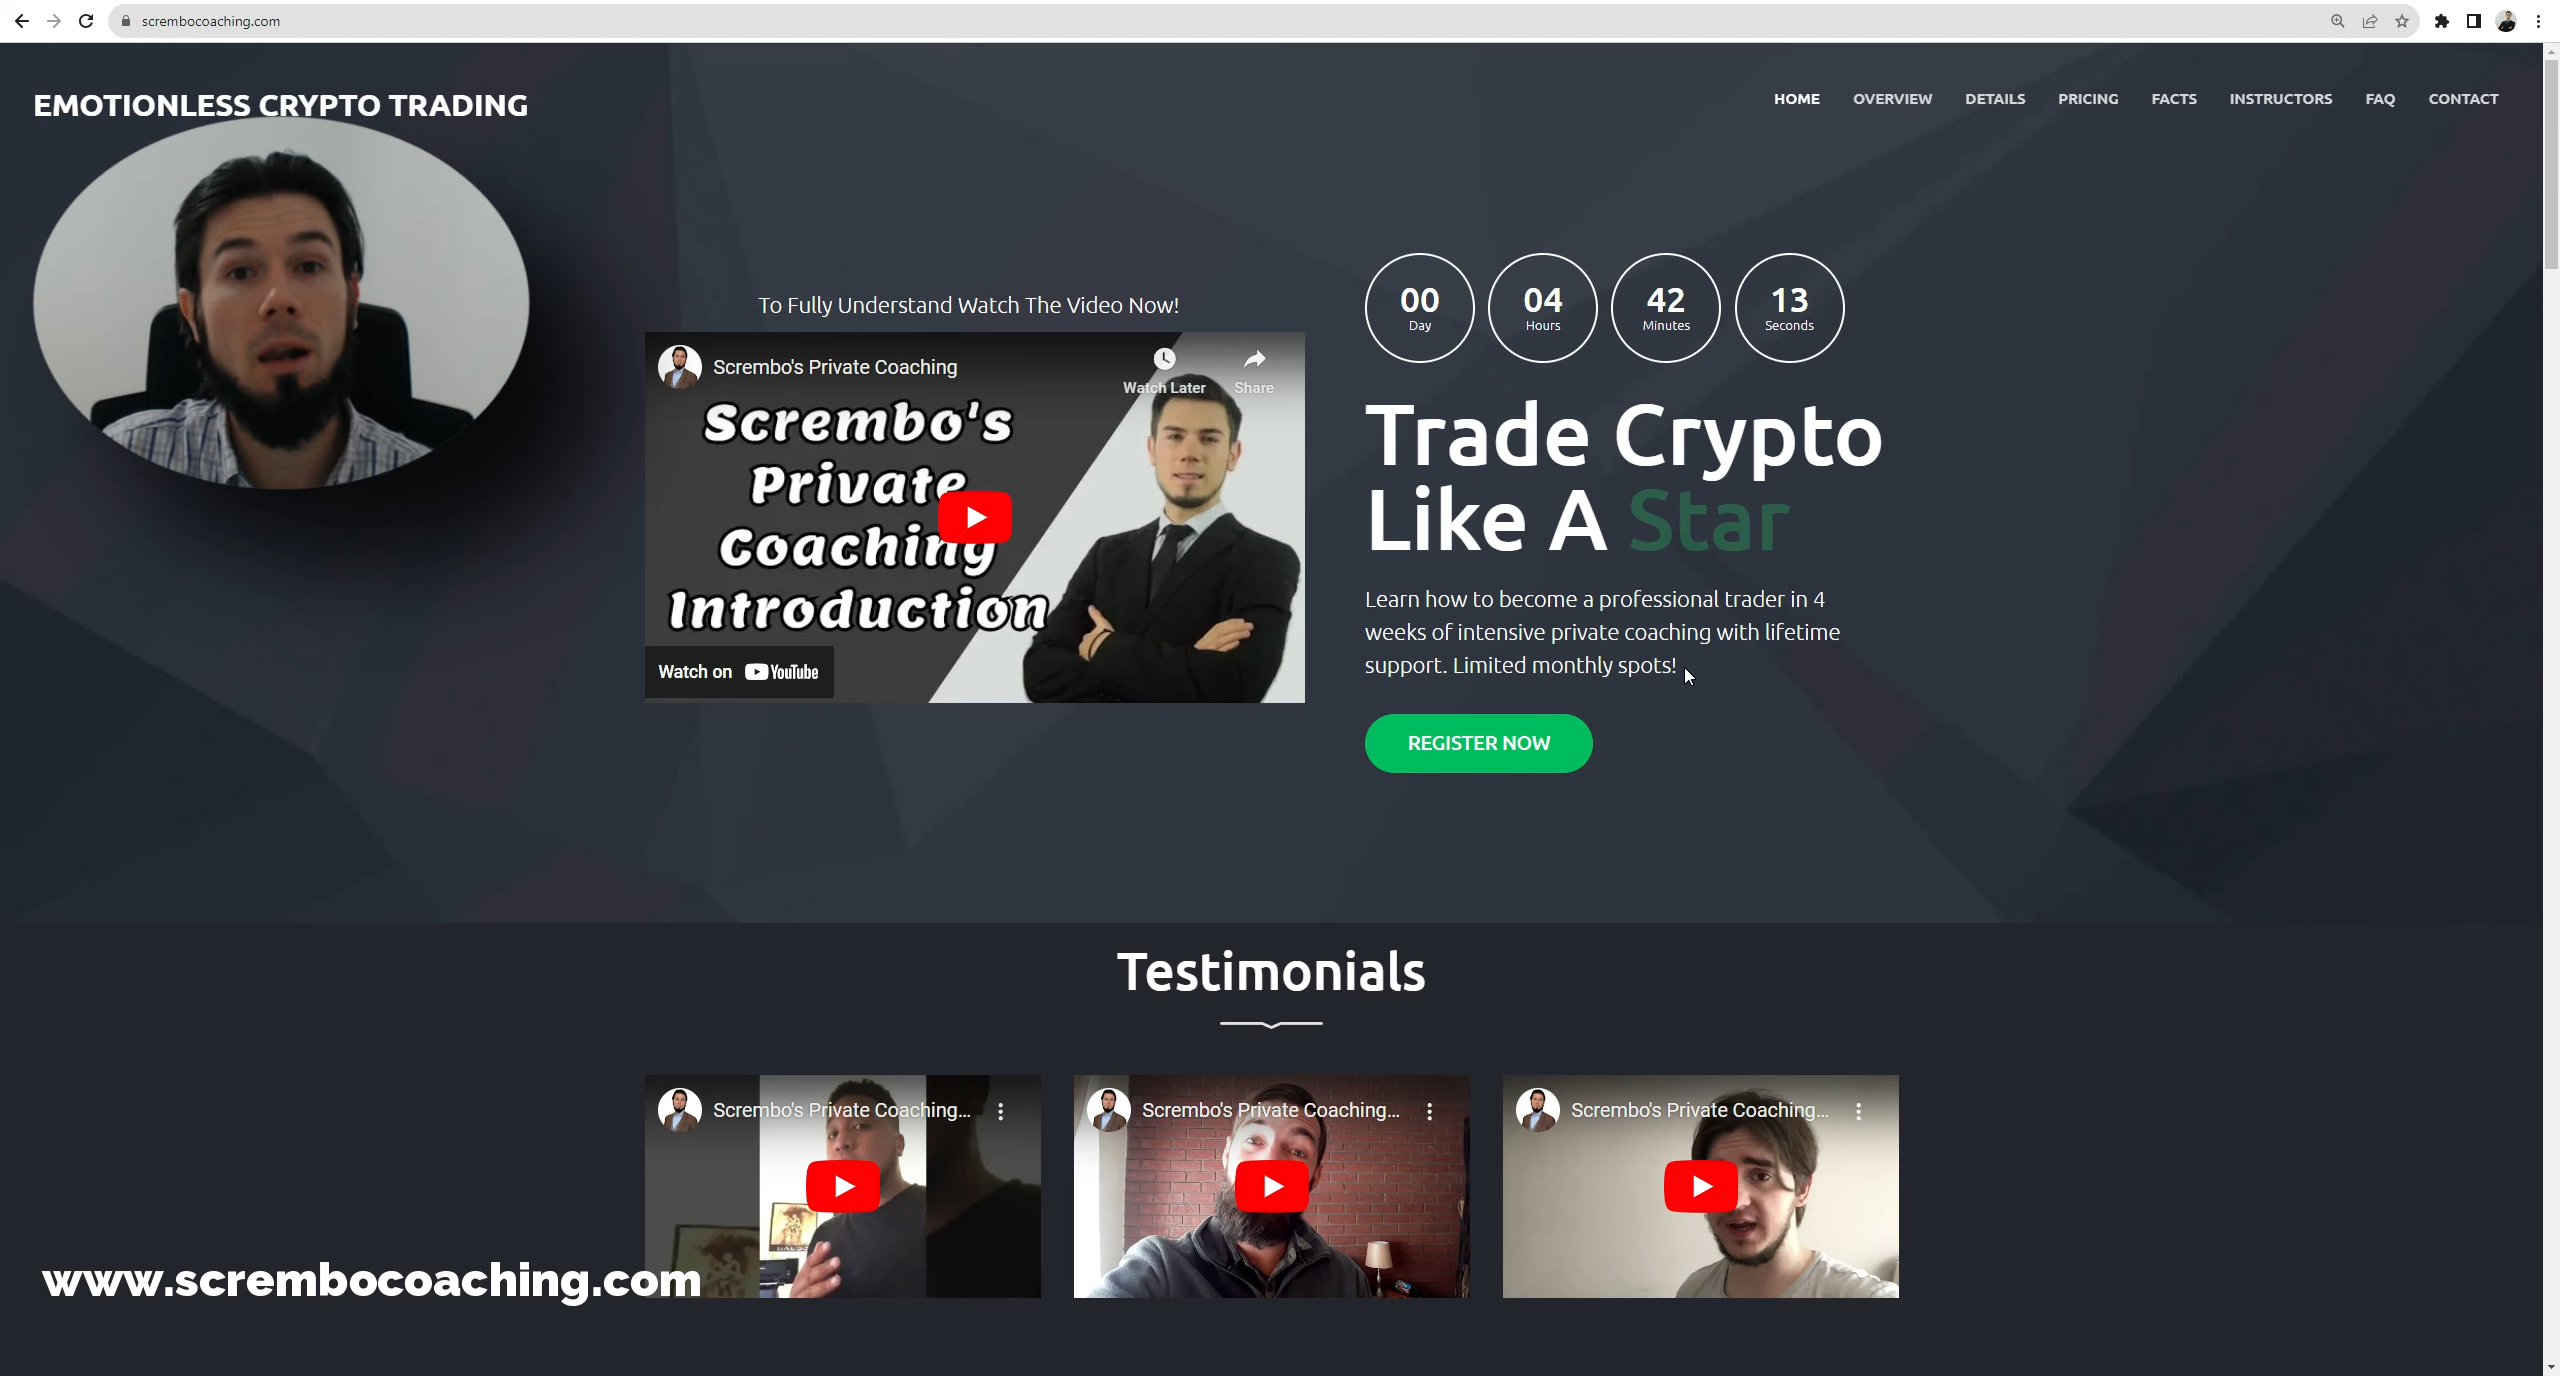 scrembocoaching.com
EMOTIONLESS CRYPTO TRADING
HOME OVERVIEW DETAILS PRICING FACTS INSTRUCTORS FAQ CONTACT
To Fully Understand Watch The Video Now!
Scrembo's Private Coaching
Watch Later
Share
Scrembo's
Private
Coaching
Introduction
Watch on YouTube
00 04 42 13
Day Hours Minutes Seconds
Trade Crypto
Like A Star
Learn how to become a professional trader in 4
weeks of intensive private coaching with lifetime
support. Limited monthly spots!
REGISTER NOW
Testimonials
Scrembo's Private Coaching...
Scrembo's Private Coaching...
Scrembo's Private Coaching...
www.scrembocoaching.com